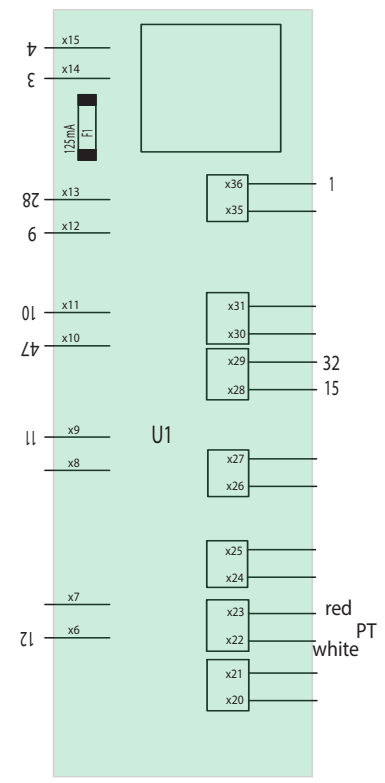 4 x15
3 x14
125mA
F1
28 x13
9 x12
10 x11
47 x10
11 x9
x8
x7
12 x6
U1
x36 1
x35
x31
x30
x29 32
x28 15
x27
x26
x25
x24
x23 red
PT
x22 white
x21
x20